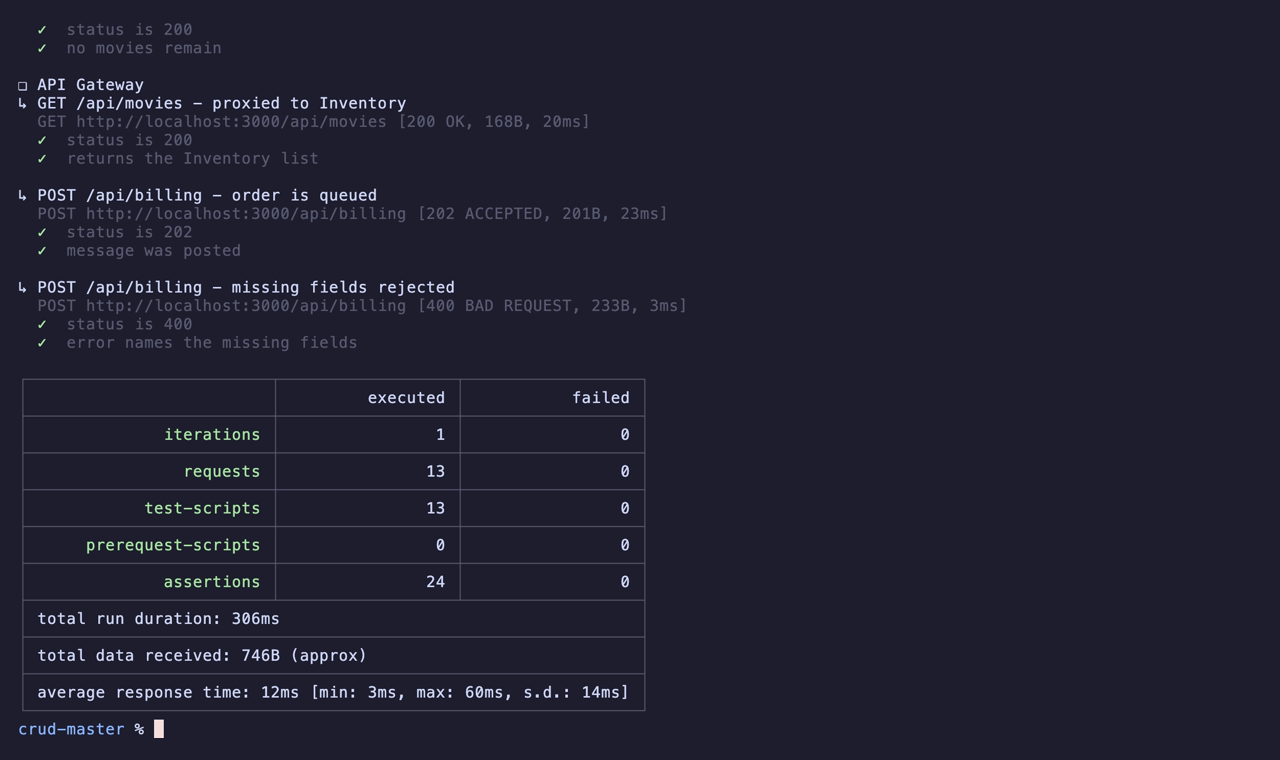 ✓ status is 200
✓ no movies remain
❏ API Gateway
↳ GET /api/movies – proxied to Inventory
GET http://localhost:3000/api/movies [200 OK, 168B, 20ms]
✓ status is 200
✓ returns the Inventory list
↳ POST /api/billing – order is queued
POST http://localhost:3000/api/billing [202 ACCEPTED, 201B, 23ms]
✓ status is 202
✓ message was posted
↳ POST /api/billing – missing fields rejected
POST http://localhost:3000/api/billing [400 BAD REQUEST, 233B, 3ms]
✓ status is 400
✓ error names the missing fields
executed failed
iterations 1 0
requests 13 0
test-scripts 13 0
prerequest-scripts 0 0
assertions 24 0
total run duration: 306ms
total data received: 746B (approx)
average response time: 12ms [min: 3ms, max: 60ms, s.d.: 14ms]
crud-master %